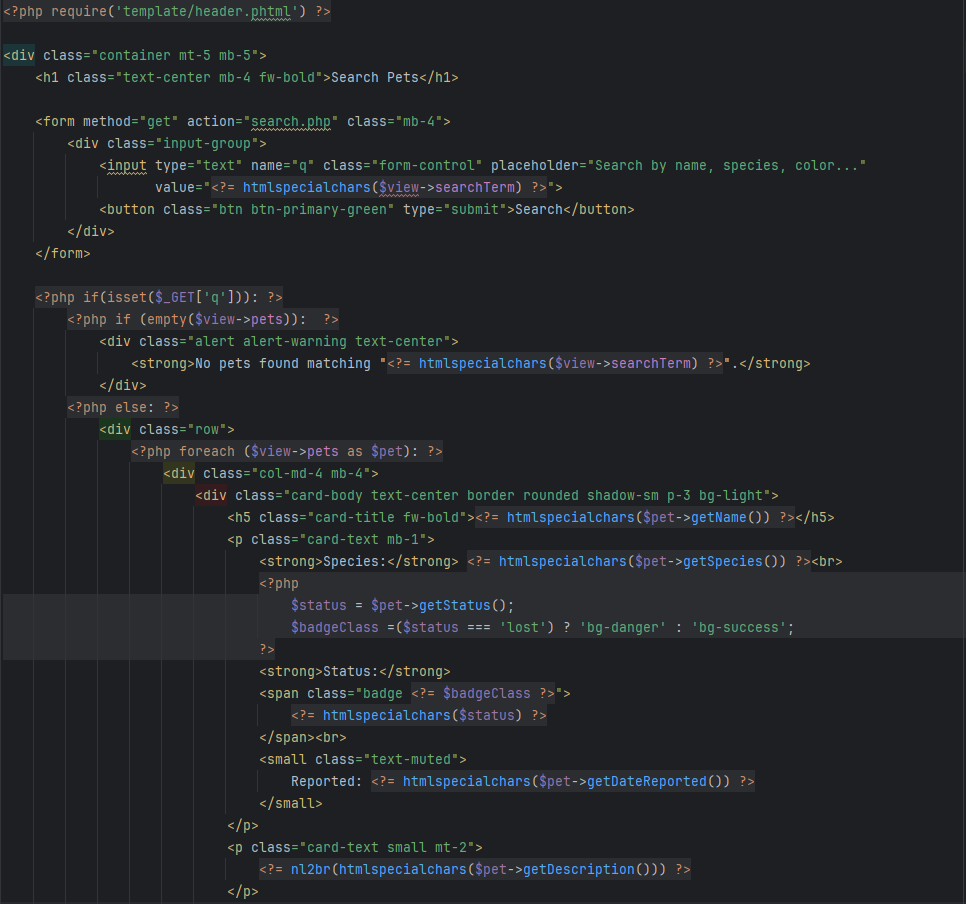 <?php require('template/header.phtml') ?>
<div class="container mt-5 mb-5">
    <h1 class="text-center mb-4 fw-bold">Search Pets</h1>

    <form method="get" action="search.php" class="mb-4">
        <div class="input-group">
            <input type="text" name="q" class="form-control" placeholder="Search by name, species, color..."
                   value="<?= htmlspecialchars($view->searchTerm) ?>">
            <button class="btn btn-primary-green" type="submit">Search</button>
        </div>
    </form>

    <?php if(isset($_GET['q'])): ?>
        <?php if (empty($view->pets)):  ?>
            <div class="alert alert-warning text-center">
                <strong>No pets found matching "<?= htmlspecialchars($view->searchTerm) ?>".</strong>
            </div>
        <?php else: ?>
            <div class="row">
                <?php foreach ($view->pets as $pet): ?>
                    <div class="col-md-4 mb-4">
                        <div class="card-body text-center border rounded shadow-sm p-3 bg-light">
                            <h5 class="card-title fw-bold"><?= htmlspecialchars($pet->getName()) ?></h5>
                            <p class="card-text mb-1">
                                <strong>Species:</strong> <?= htmlspecialchars($pet->getSpecies()) ?><br>
                                <?php
                                    $status = $pet->getStatus();
                                    $badgeClass =($status === 'lost') ? 'bg-danger' : 'bg-success';
                                ?>
                                <strong>Status:</strong>
                                <span class="badge <?= $badgeClass ?>">
                                    <?= htmlspecialchars($status) ?>
                                </span><br>
                                <small class="text-muted">
                                    Reported: <?= htmlspecialchars($pet->getDateReported()) ?>
                                </small>
                            </p>
                            <p class="card-text small mt-2">
                                <?= nl2br(htmlspecialchars($pet->getDescription())) ?>
                            </p>